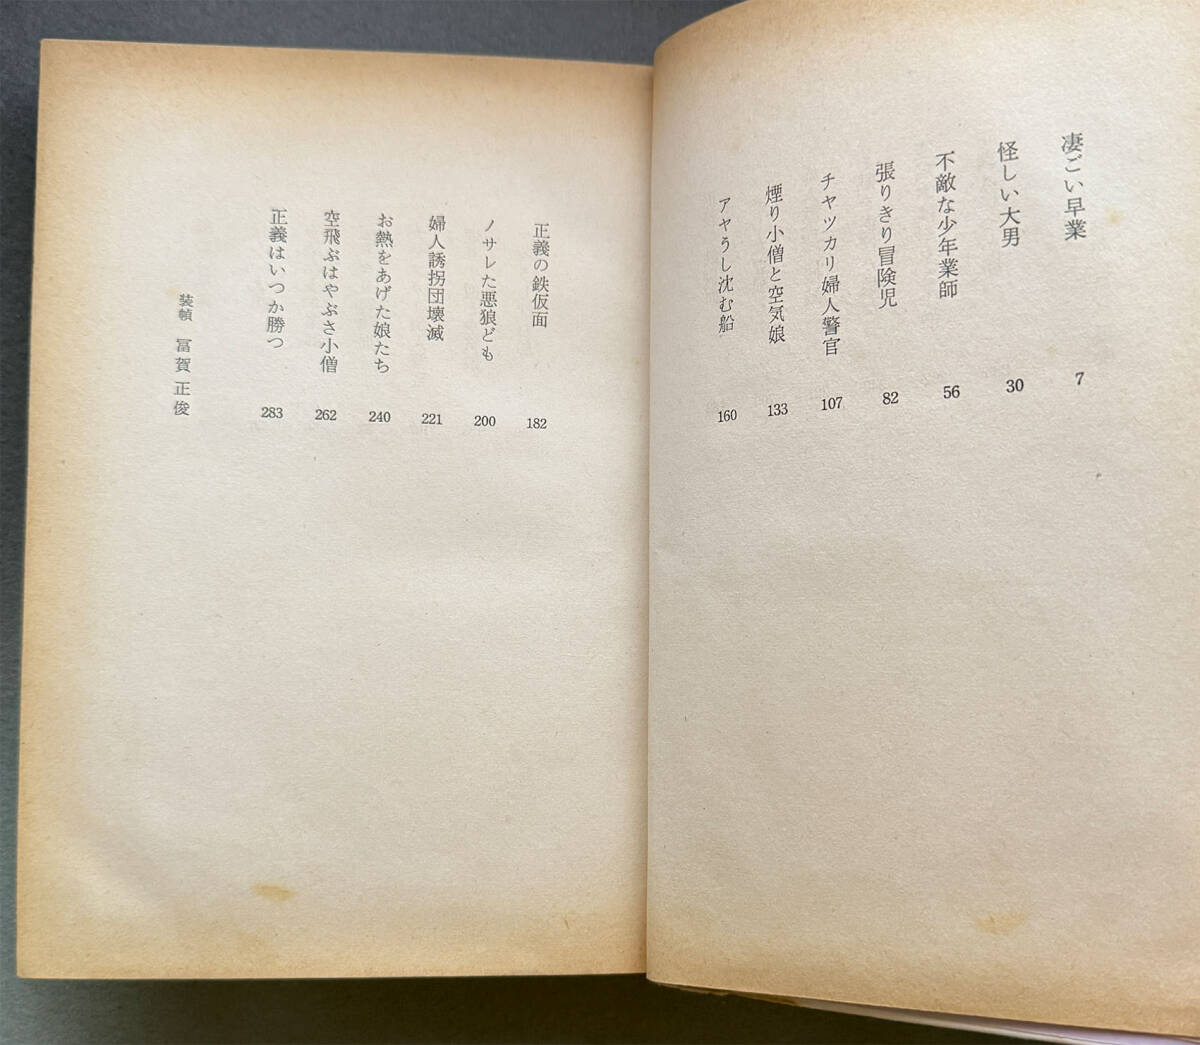 凄ごい早業 7
怪しい大男 30
不敵な少年業師 56
張りきり冒険児 82
チヤツカリ婦人警官 107
煙り小僧と空気娘 133
アヤうし沈む船 160
正義の鉄仮面 182
ノサレた悪狼ども 200
婦人誘拐団壊滅 221
お熱をあげた娘たち 240
空飛ぶはやぶさ小僧 262
正義はいつか勝つ 283
装幀 冨賀正俊